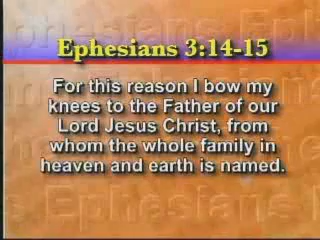 Ephesians 3:14-15
For this reason I bow my
knees to the Father of our
Lord Jesus Christ, from
whom the whole family in
heaven and earth is named.
Ephesians